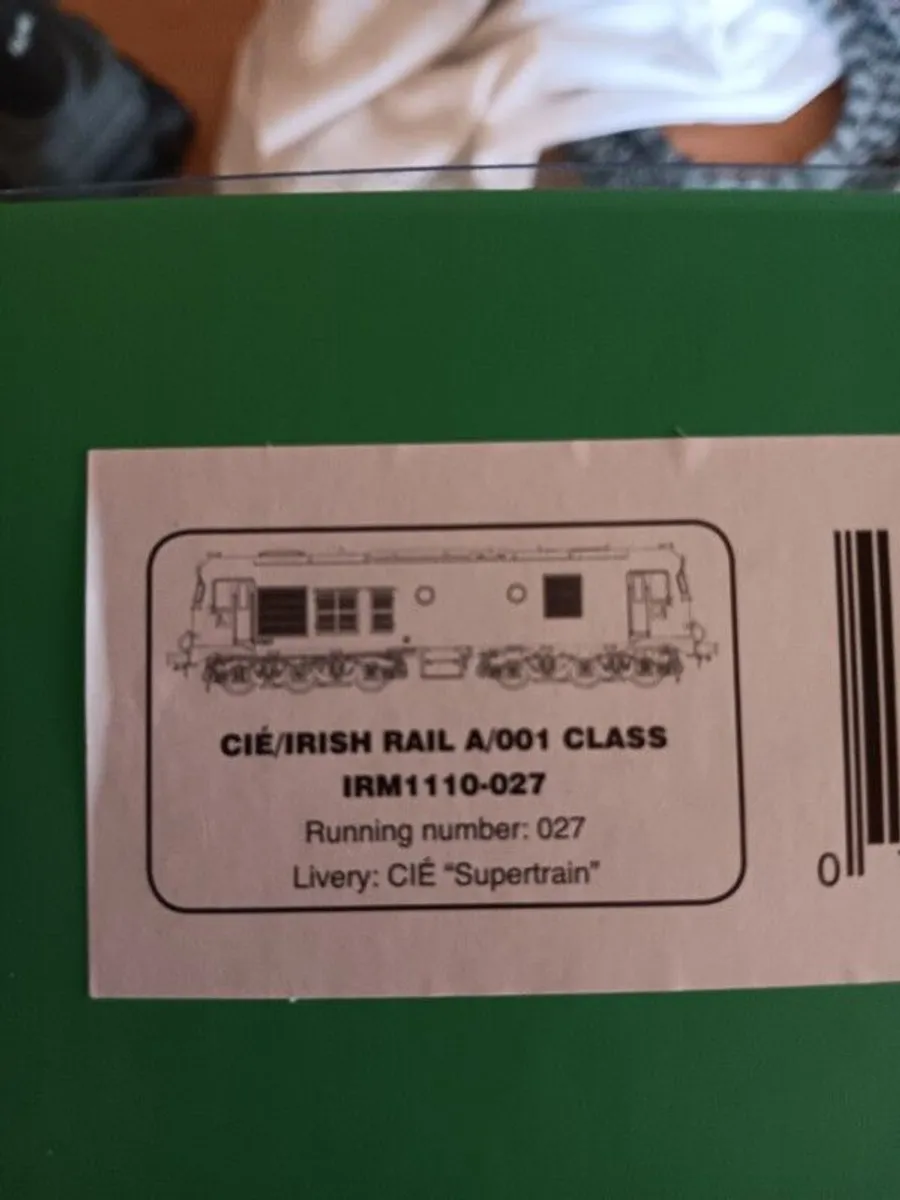 CIÉ/IRISH RAIL A/001 CLASS
IRM1110-027
Running number: 027
Livery: CIÉ “Supertrain”
0